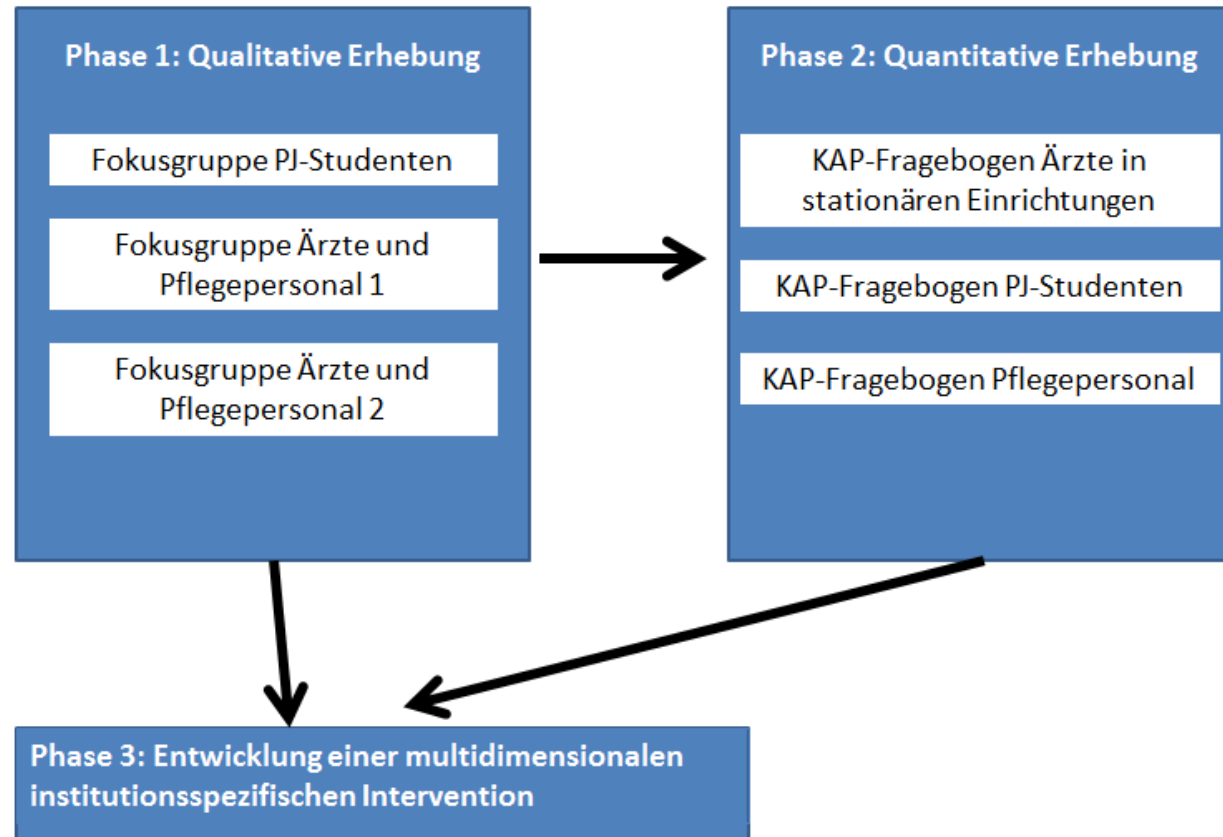 Phase 1: Qualitative Erhebung
Fokusgruppe PJ-Studenten
Fokusgruppe Ärzte und
Pflegepersonal 1
Fokusgruppe Ärzte und
Pflegepersonal 2
Phase 2: Quantitative Erhebung
KAP-Fragebogen Ärzte in
stationären Einrichtungen
KAP-Fragebogen PJ-Studenten
KAP-Fragebogen Pflegepersonal
Phase 3: Entwicklung einer multidimensionalen
institutionsspezifischen Intervention